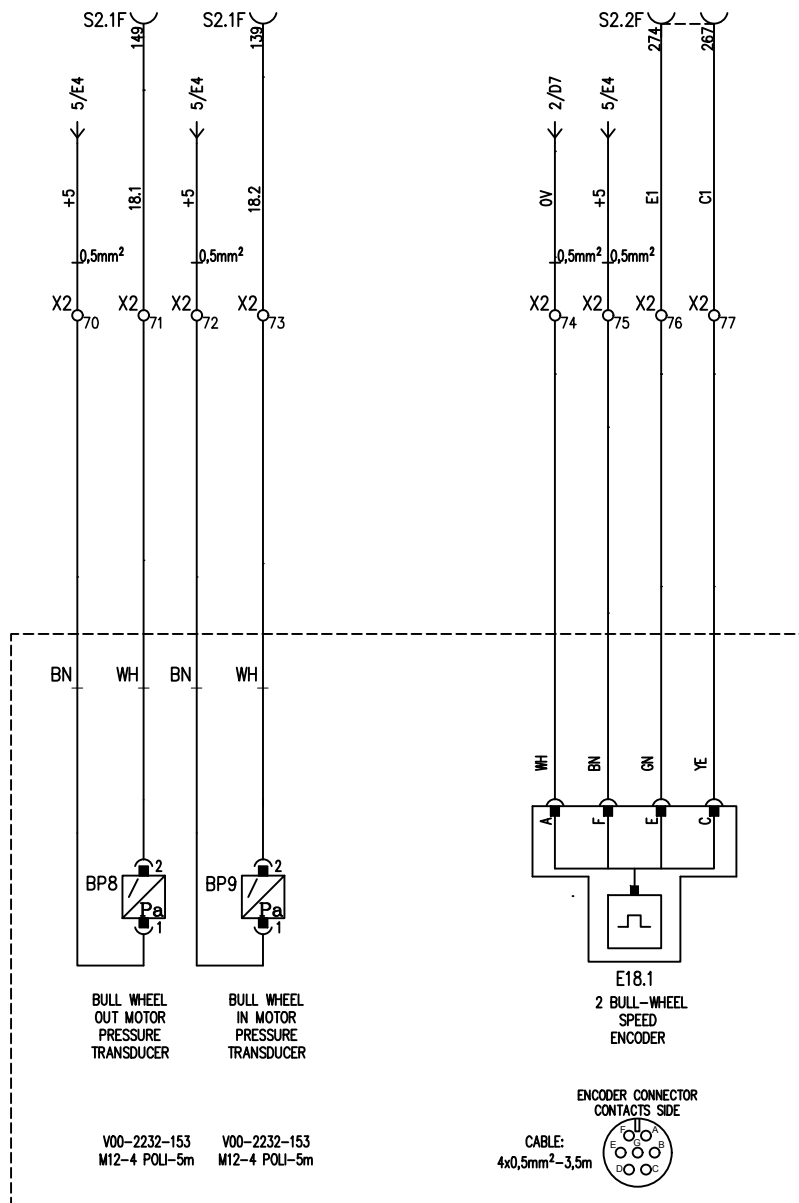 S2.1F
S2.1F
S2.2F
149
139
274
267
5/E4
5/E4
2/D7
5/E4
+5
18.1
+5
18.2
0V
+5
E1
C1
0,5mm²
0,5mm²
0,5mm²
0,5mm²
X2
X2
X2
X2
X2
X2
X2
X2
70
71
72
73
74
75
76
77
BN
WH
BN
WH
WH
BN
GN
YE
A
F
E
C
BP8
2
Pa
1
BP9
2
Pa
1
E18.1
BULL WHEEL
OUT MOTOR
PRESSURE
TRANSDUCER
BULL WHEEL
IN MOTOR
PRESSURE
TRANSDUCER
2 BULL-WHEEL
SPEED
ENCODER
ENCODER CONNECTOR
CONTACTS SIDE
V00-2232-153
M12-4 POLI-5m
V00-2232-153
M12-4 POLI-5m
CABLE:
4x0,5mm²-3,5m
F
A
E
G
B
D
C